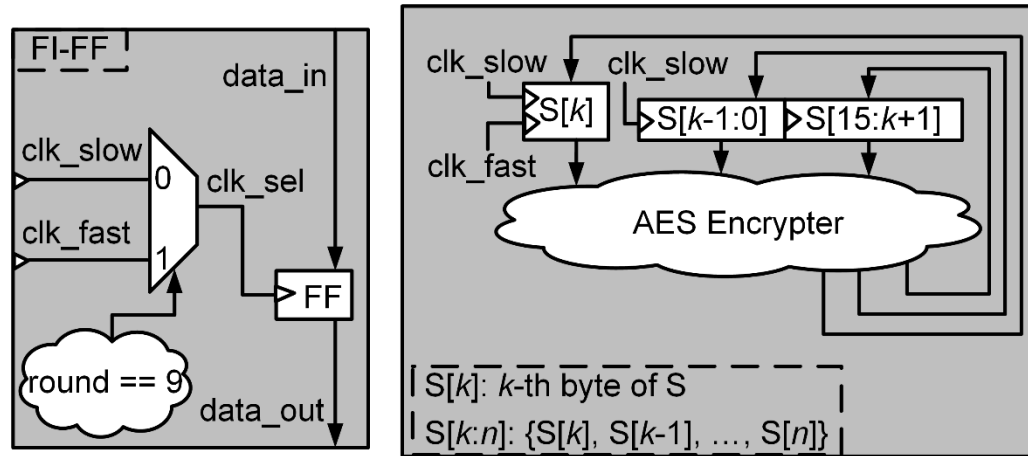 FI-FF
data_in
clk_slow
0
clk_sel
clk_fast
1
FF
round == 9
data_out
clk_slow
clk_slow
S[k]
S[k-1:0]
S[15:k+1]
clk_fast
AES Encrypter
S[k]: k-th byte of S
S[k:n]: {S[k], S[k-1], …, S[n]}